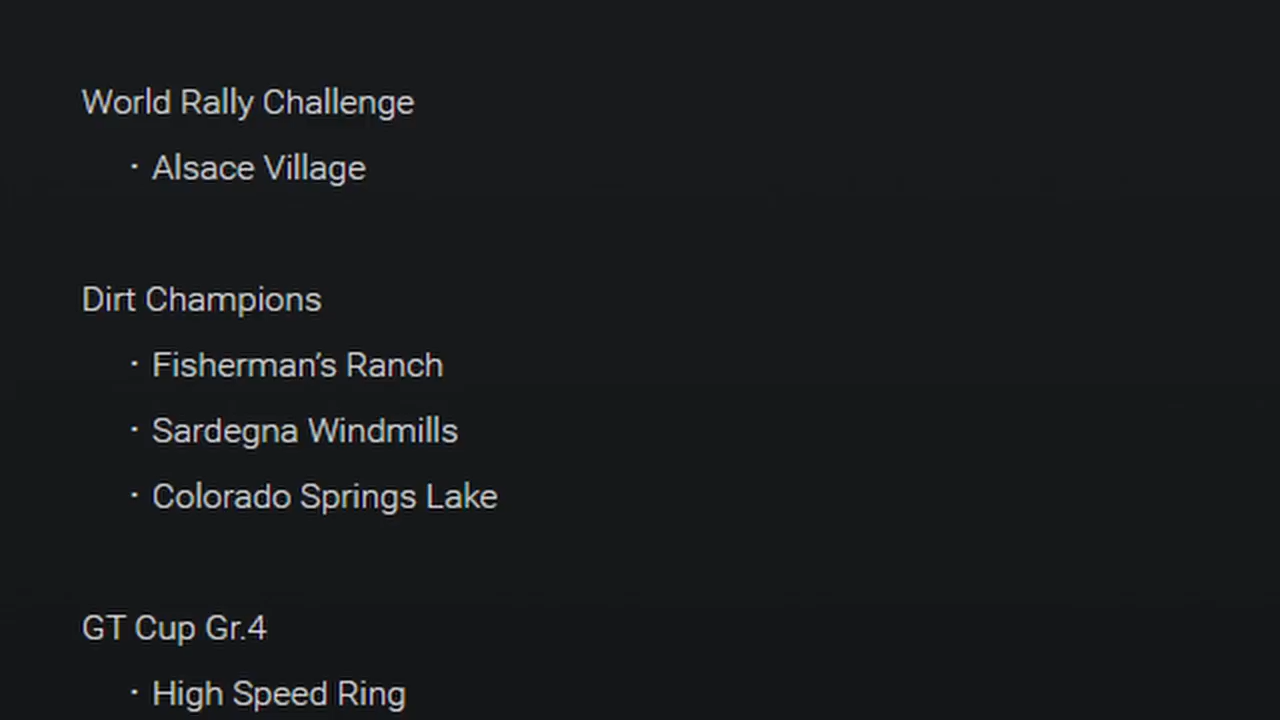 World Rally Challenge
・Alsace Village
Dirt Champions
・Fisherman’s Ranch
・Sardegna Windmills
・Colorado Springs Lake
GT Cup Gr.4
・High Speed Ring